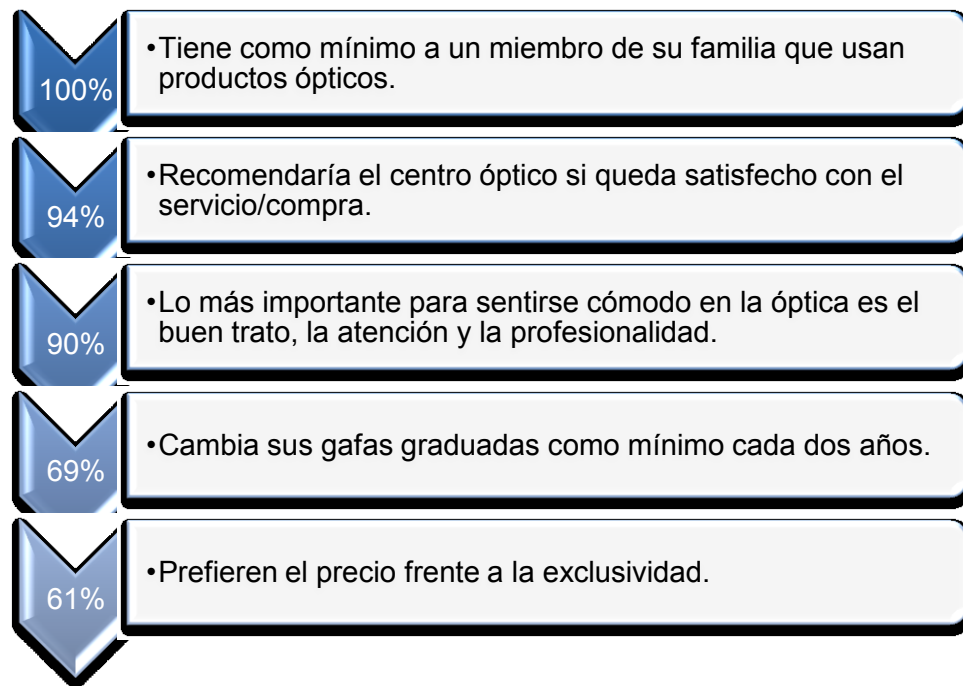 100%
•Tiene como mínimo a un miembro de su familia que usan
productos ópticos.
94%
•Recomendaría el centro óptico si queda satisfecho con el
servicio/compra.
90%
•Lo más importante para sentirse cómodo en la óptica es el
buen trato, la atención y la profesionalidad.
69%
•Cambia sus gafas graduadas como mínimo cada dos años.
61%
•Prefieren el precio frente a la exclusividad.